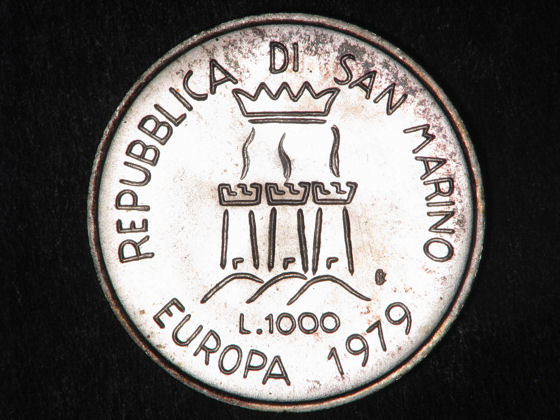 REPUBBLICA DI SAN MARINO
L.1000
EUROPA 1979